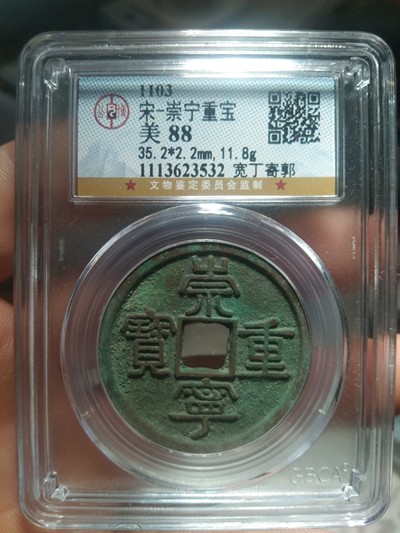 1103
宋-崇宁重宝
美 88
35.2*2.2mm,11.8g
1113623532 宽丁寄郭
★ 文物鉴定委员会监制 ★
崇
寶 重
寧
GBCA